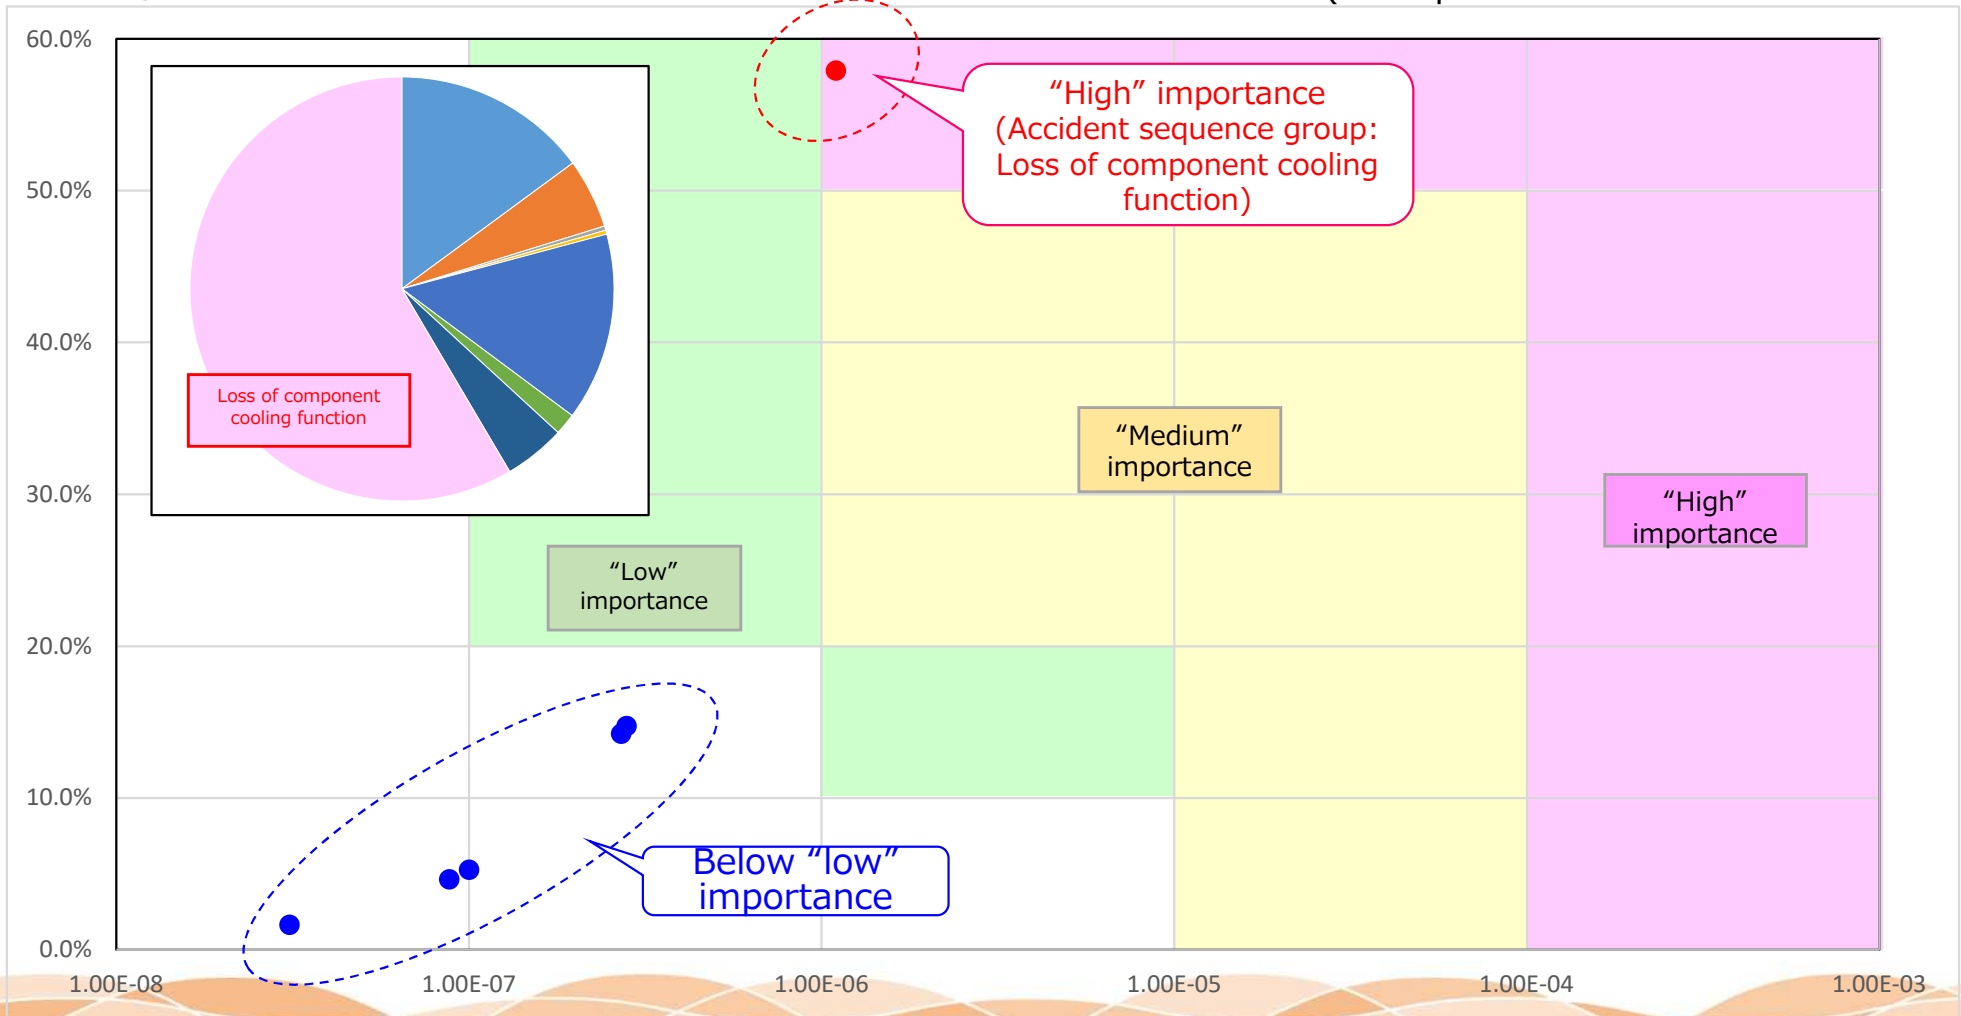 60.0%
50.0%
40.0%
30.0%
20.0%
10.0%
0.0%
“High” importance
(Accident sequence group:
Loss of component cooling
function)
Loss of component
cooling function
“Medium”
importance
“High”
importance
“Low”
importance
Below “low”
importance
1.00E-08
1.00E-07
1.00E-06
1.00E-05
1.00E-04
1.00E-03